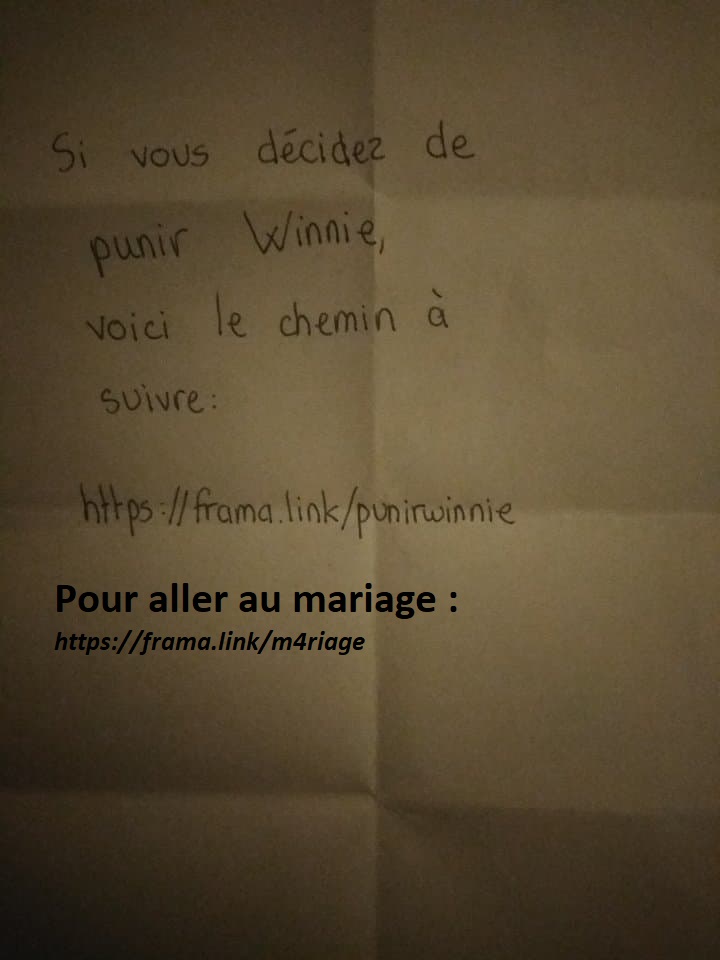 Si vous décidez de
punir Winnie,
voici le chemin à
suivre:
https://frama.link/punirwinnie
Pour aller au mariage :
https://frama.link/m4riage